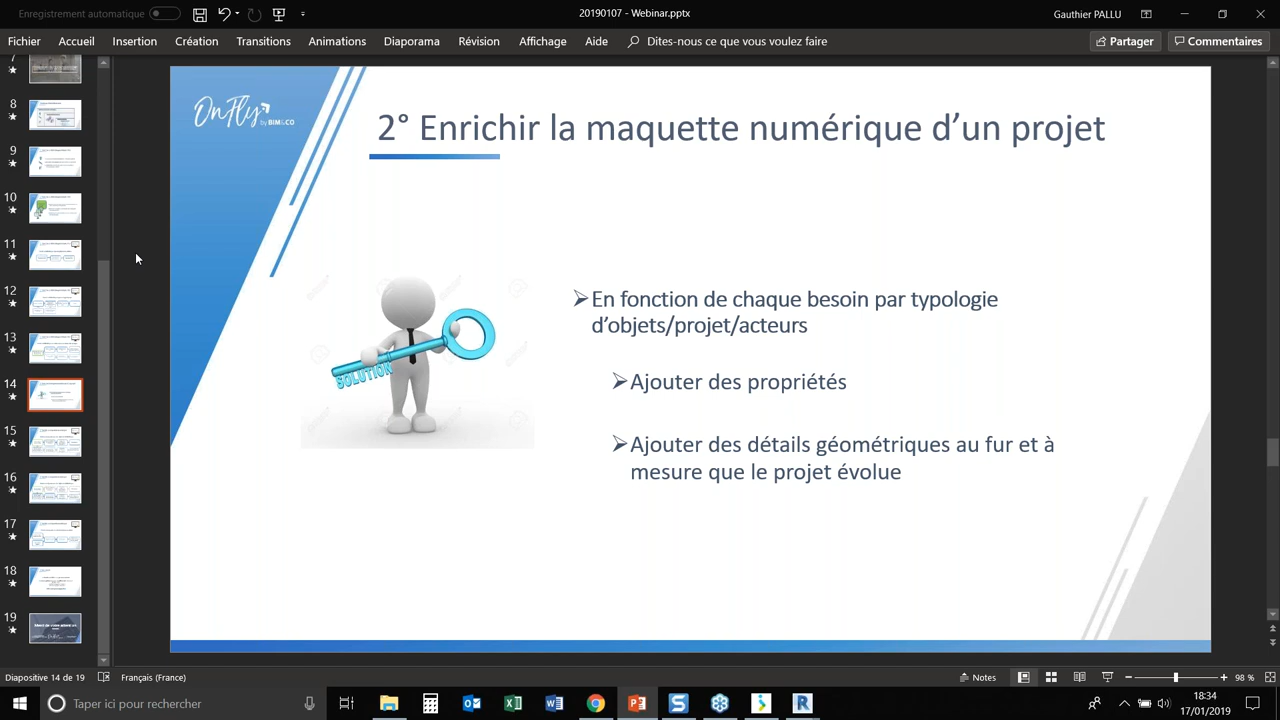 Enregistrement automatique
20190107 - Webinar.pptx
Gauthier PALLU
Fichier Accueil Insertion Création Transitions Animations Diaporama Révision Affichage Aide Dites-nous ce que vous voulez faire
Partager Commentaires
7
8
9
10
11
12
13
14
15
16
17
18
19
OnFly
by BIM&CO
2° Enrichir la maquette numérique d’un projet
SOLUTION
En fonction de chaque besoin par typologie
d’objets/projet/acteurs
Ajouter des propriétés
Ajouter des détails géométriques au fur et à
mesure que le projet évolue
Diapositive 14 de 19 Français (France) Notes 98 %
Taper ici pour rechercher
18:34
17/01/2019